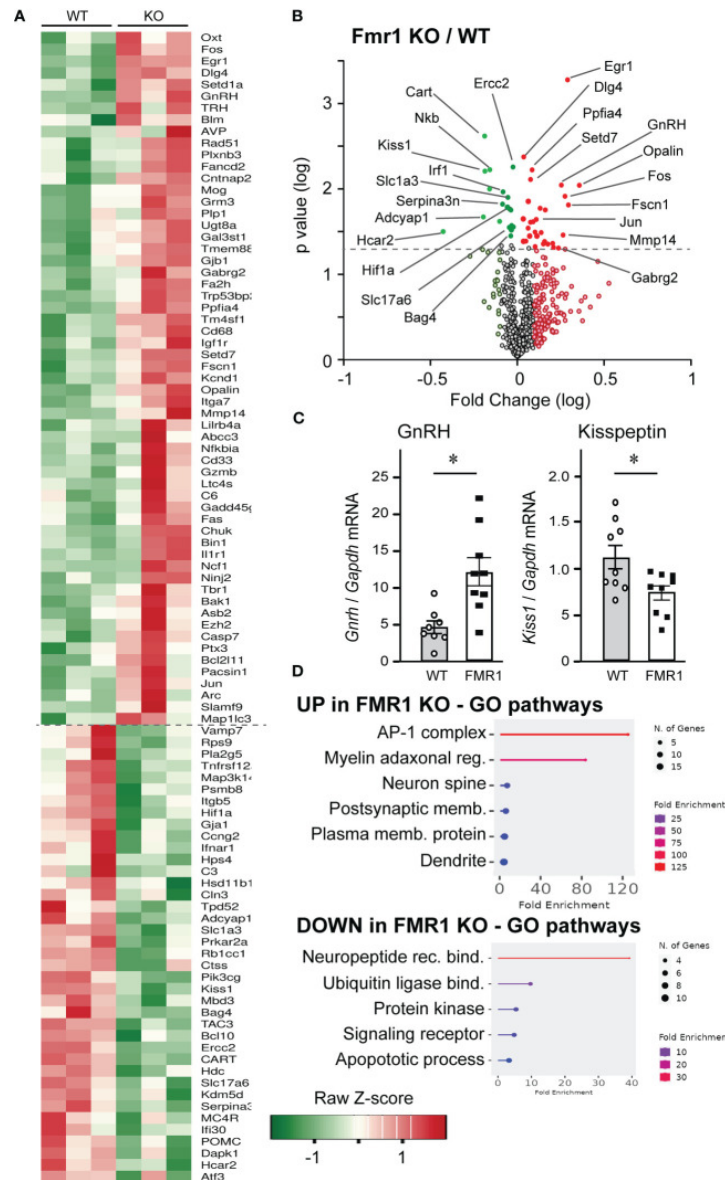 A
WT KO
Oxt
Fos
Egr1
Dlg4
Setd1a
GnRH
TRH
Blm
AVP
Rad51
Plxnb3
Fancd2
Cntnap2
Mog
Grm3
Plp1
Ugt8a
Gal3st1
Tmem88
Gjb1
Gabrg2
Fa2h
Trp53bp
Ppfia4
Tm4sf1
Cd68
Igf1r
Setd7
Fscn1
Kcnd1
Opalin
Itga7
Mmp14
Lilrb4a
Abcc3
Nfkbia
Cd33
Gzmb
Ltc4s
C6
Gadd45g
Fas
Chuk
Bin1
Il1r1
Ncf1
Ninj2
Tbr1
Bak1
Asb2
Ezh2
Casp7
Ptx3
Bcl2l11
Pacsin1
Jun
Arc
Slamf9
Map1lc3
Vamp7
Rps9
Pla2g5
Tnfrsf12
Map3k14
Psmb8
Itgb5
Hif1a
Gja1
Ccng2
Ifnar1
Hps4
C3
Hsd11b1
Cln3
Tpd52
Adcyap1
Slc1a3
Prkar2a
Rb1cc1
Ctss
Pik3cg
Kiss1
Mbd3
Bag4
TAC3
Bcl10
Ercc2
CART
Hdc
Slc17a6
Kdm5d
Serpina3
MC4R
Ifi30
POMC
Dapk1
Hcar2
Atf3
Raw Z-score
-1 1
B
Fmr1 KO / WT
p value (log)
3
2
1
0
-1 -0.5 0 0.5 1
Fold Change (log)
Cart
Nkb
Kiss1
Irf1
Slc1a3
Serpina3n
Adcyap1
Hcar2
Hif1a
Slc17a6
Bag4
Ercc2
Egr1
Dlg4
Ppfia4
Setd7
GnRH
Opalin
Fos
Fscn1
Jun
Mmp14
Gabrg2
C
GnRH
Gnrh / Gapdh mRNA
25
20
15
10
5
0
*
WT FMR1
Kisspeptin
Kiss1 / Gapdh mRNA
2.0
1.5
1.0
0.5
0
*
WT FMR1
D
UP in FMR1 KO - GO pathways
AP-1 complex
Myelin adaxonal reg.
Neuron spine
Postsynaptic memb.
Plasma memb. protein
Dendrite
0 40 80 120
Fold Enrichment
N. of Genes
5
10
15
Fold Enrichment
25
50
75
100
125
DOWN in FMR1 KO - GO pathways
Neuropeptide rec. bind.
Ubiquitin ligase bind.
Protein kinase
Signaling receptor
Apopototic process
0 10 20 30 40
Fold Enrichment
N. of Genes
4
6
8
10
Fold Enrichment
10
20
30